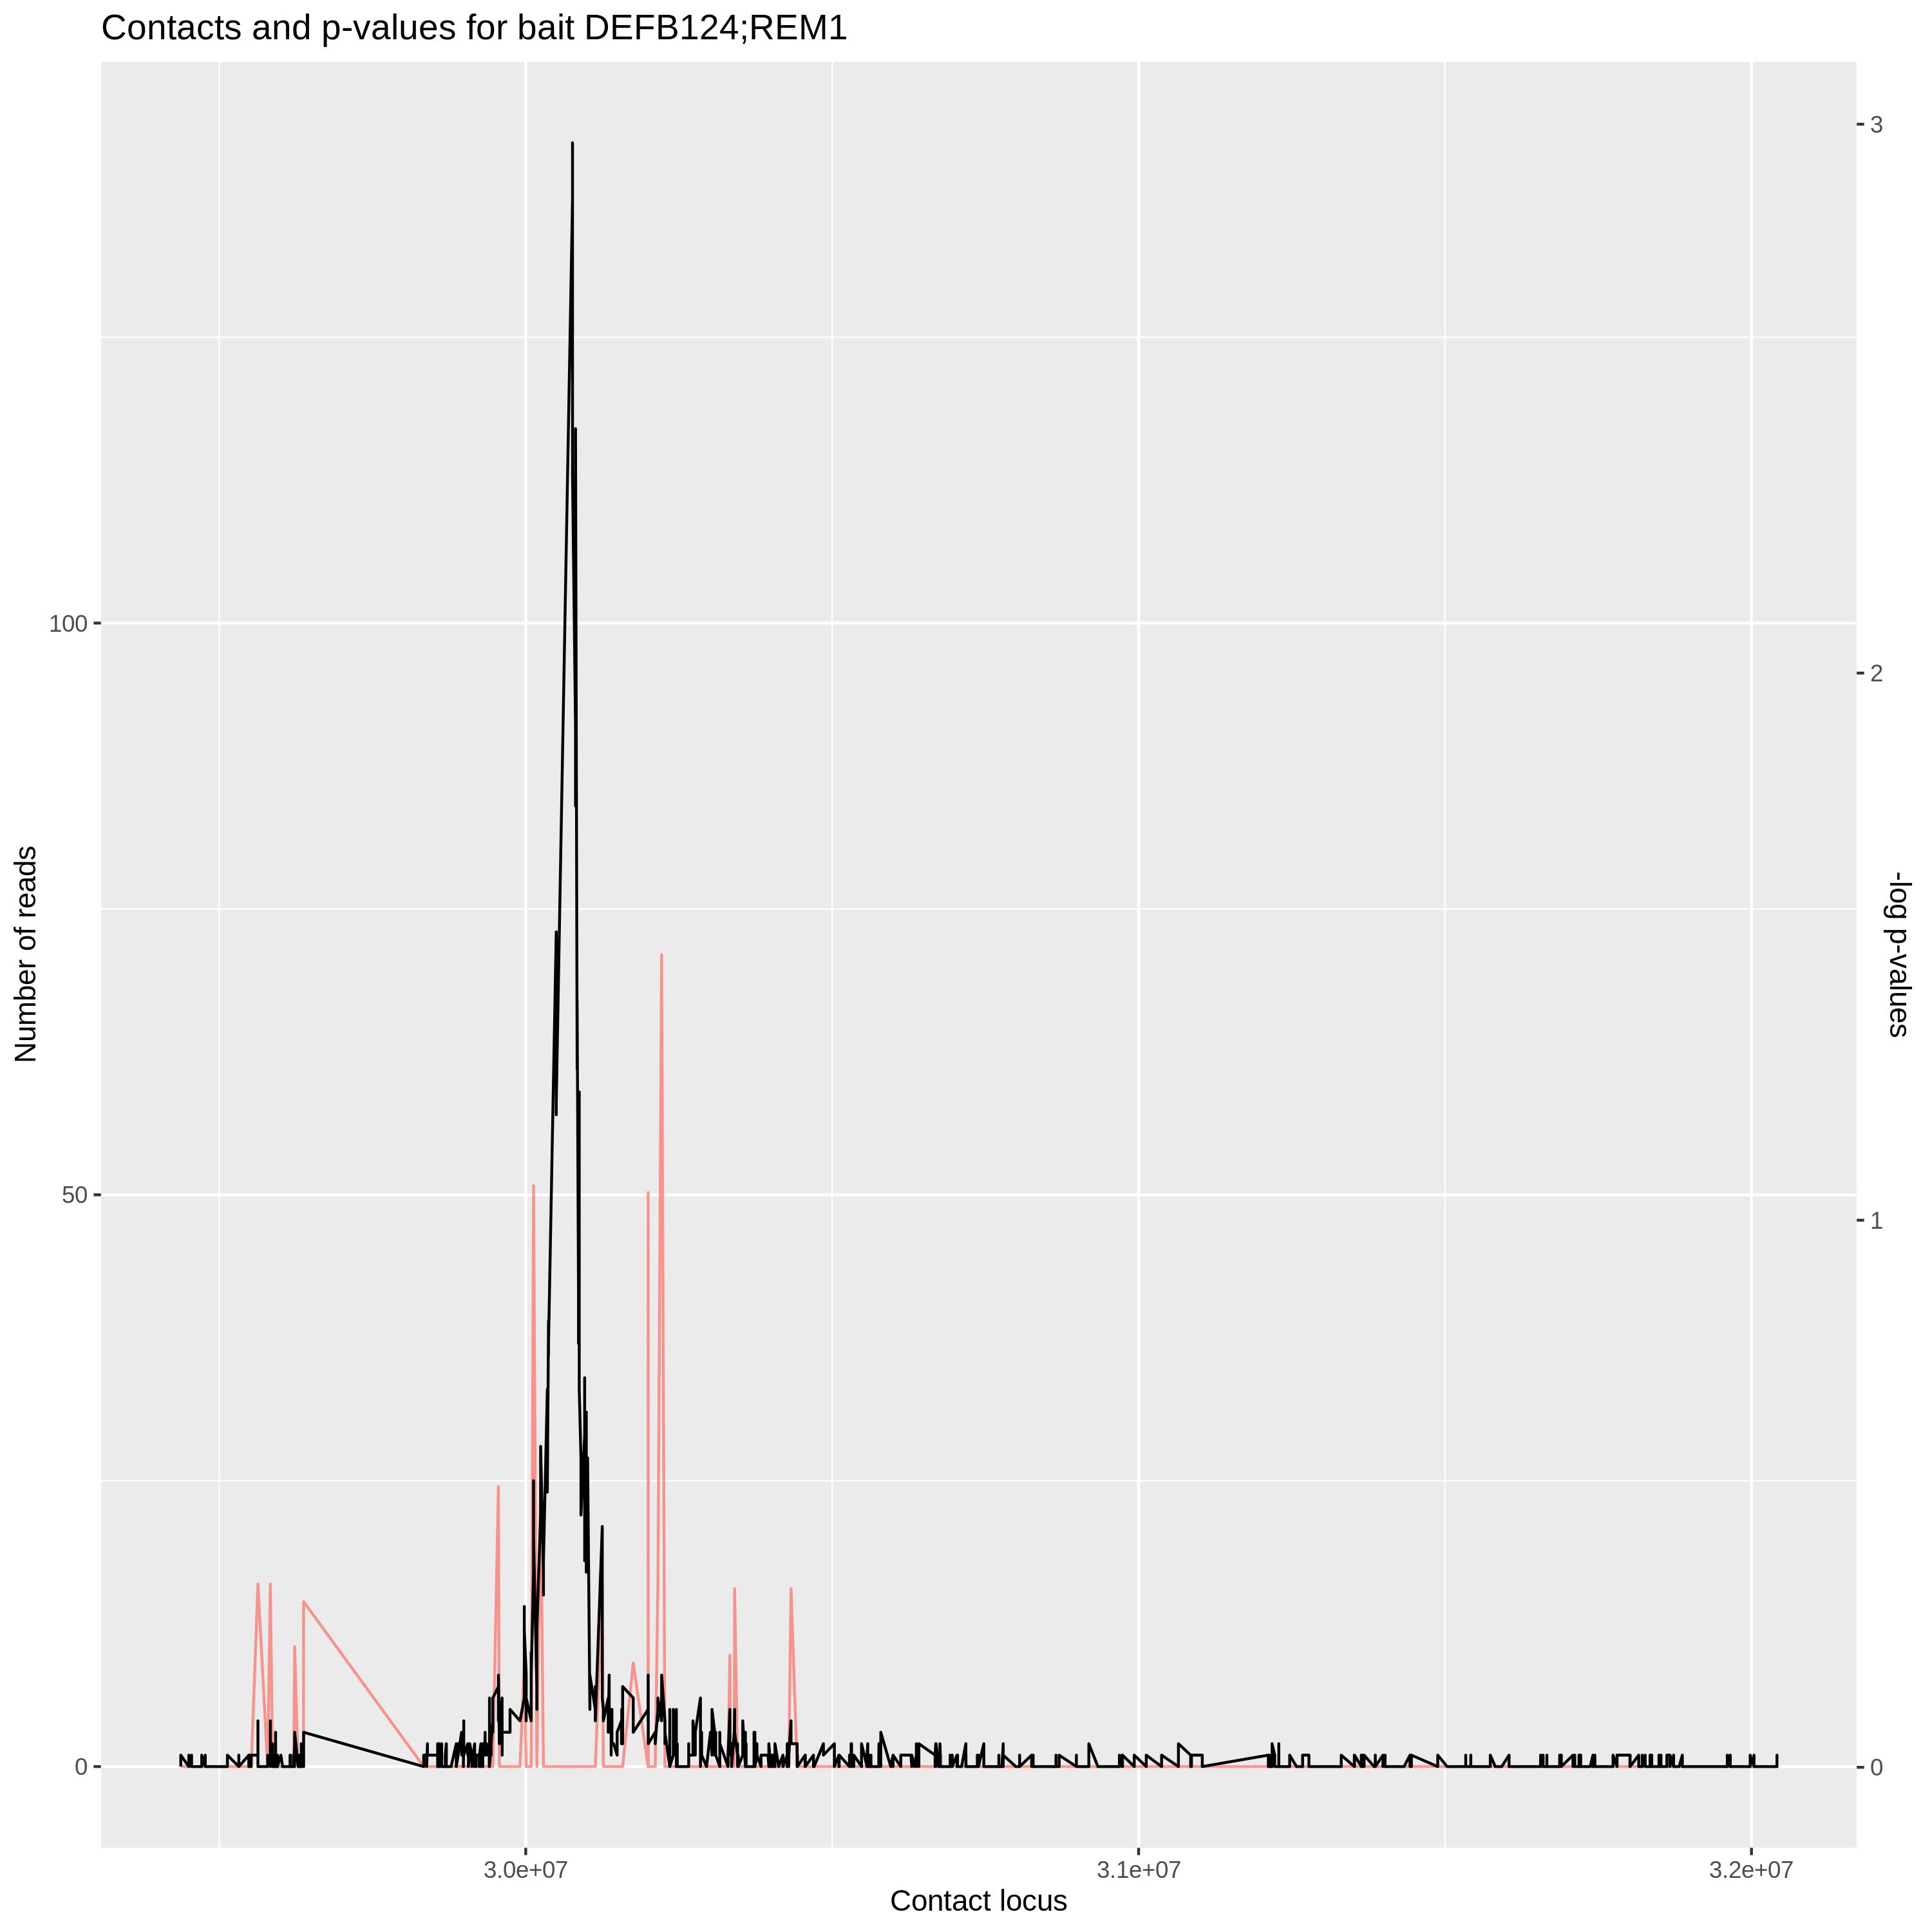 Contacts and p-values for bait DEFB124;REM1
3
100
2
Number of reads
-log p-values
50
1
0
0
3.0e+07
3.1e+07
3.2e+07
Contact locus